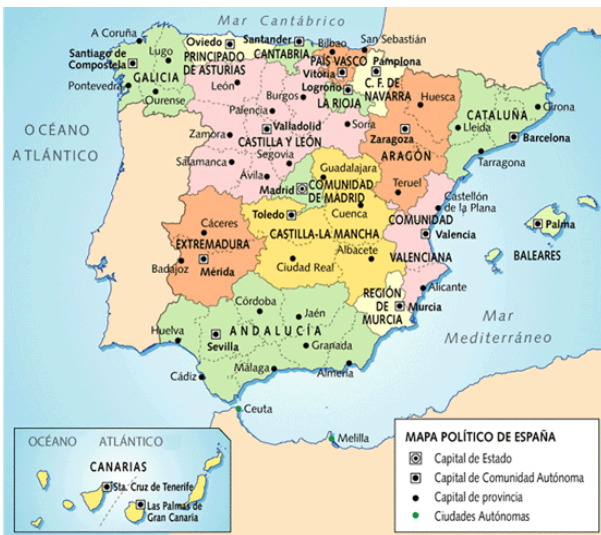 Mar Cantábrico
A Coruña
Santiago de
Compostela
Lugo
GALICIA
Pontevedra
Ourense
Oviedo
PRINCIPADO
DE ASTURIAS
Santander
CANTABRIA
Bilbao
San Sebastián
PAÍS VASCO
Vitoria
Pamplona
C. F. DE
NAVARRA
Logroño
LA RIOJA
León
Burgos
Palencia
Zamora
Valladolid
CASTILLA Y LEÓN
Soria
Salamanca
Segovia
Ávila
Huesca
Zaragoza
ARAGÓN
Teruel
CATALUÑA
Girona
Lleida
Barcelona
Tarragona
OCÉANO
ATLÁNTICO
Guadalajara
Madrid
COMUNIDAD
DE MADRID
Toledo
Cuenca
CASTILLA-LA MANCHA
Albacete
Ciudad Real
Castellón
de la Plana
COMUNIDAD
Valencia
VALENCIANA
Alicante
Palma
BALEARES
Cáceres
EXTREMADURA
Badajoz
Mérida
REGIÓN
DE
MURCIA
Murcia
Mar
Mediterráneo
Córdoba
Jaén
ANDALUCÍA
Huelva
Sevilla
Granada
Cádiz
Málaga
Almería
Ceuta
Melilla
OCÉANO ATLÁNTICO
CANARIAS
Sta. Cruz de Tenerife
Las Palmas de
Gran Canaria
MAPA POLÍTICO DE ESPAÑA
Capital de Estado
Capital de Comunidad Autónoma
Capital de provincia
Ciudades Autónomas